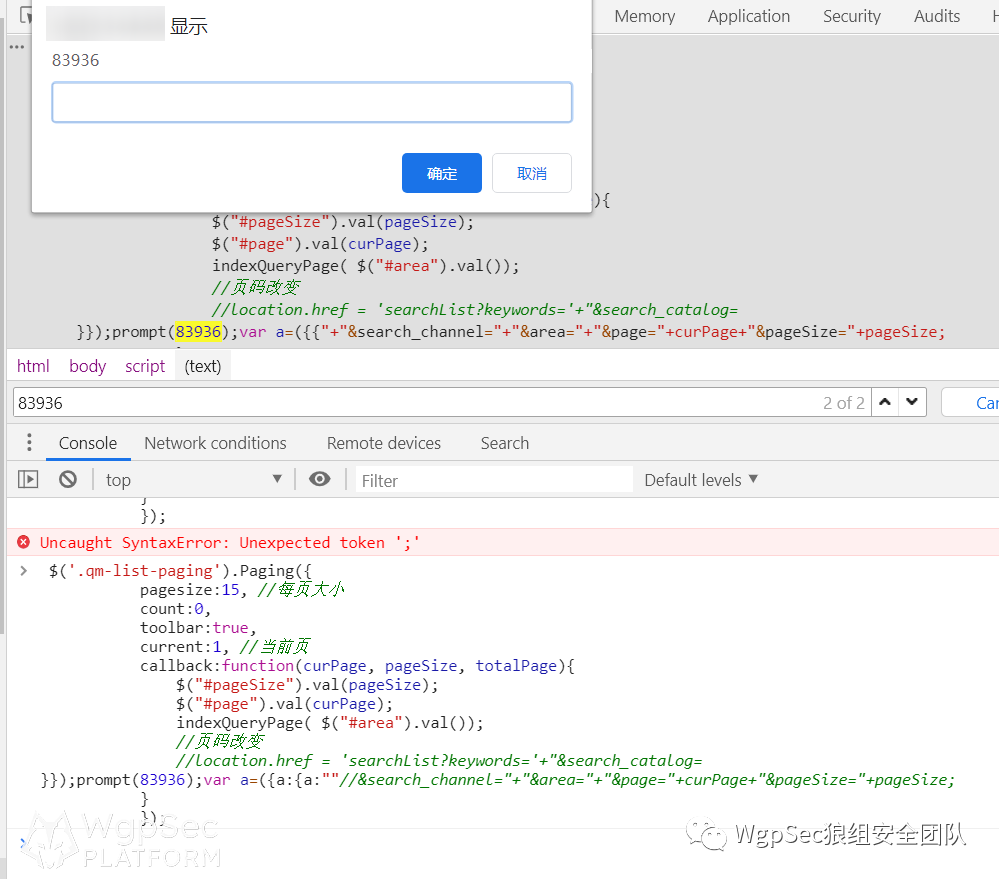 Memory Application Security Audits
显示
83936
确定 取消
){
$("#pageSize").val(pageSize);
$("#page").val(curPage);
indexQueryPage( $("#area").val());
//页码改变
//location.href = 'searchList?keywords='+"&search_catalog=
}});prompt(83936);var a=({{"+"&search_channel="+"&area="+"&page="+curPage+"&pageSize="+pageSize;
html body script (text)
83936 2 of 2 Can
Console Network conditions Remote devices Search
top Filter Default levels
}
});
Uncaught SyntaxError: Unexpected token ';'
$('.qm-list-paging').Paging({
pagesize:15, //每页大小
count:0,
toolbar:true,
current:1, //当前页
callback:function(curPage, pageSize, totalPage){
$("#pageSize").val(pageSize);
$("#page").val(curPage);
indexQueryPage( $("#area").val());
//页码改变
//location.href = 'searchList?keywords='+"&search_catalog=
}});prompt(83936);var a=({a:{a:""//&search_channel="+"&area="+"&page="+curPage+"&pageSize="+pageSize;
}
});
WgpSec
PLATFORM
WgpSec狼组安全团队